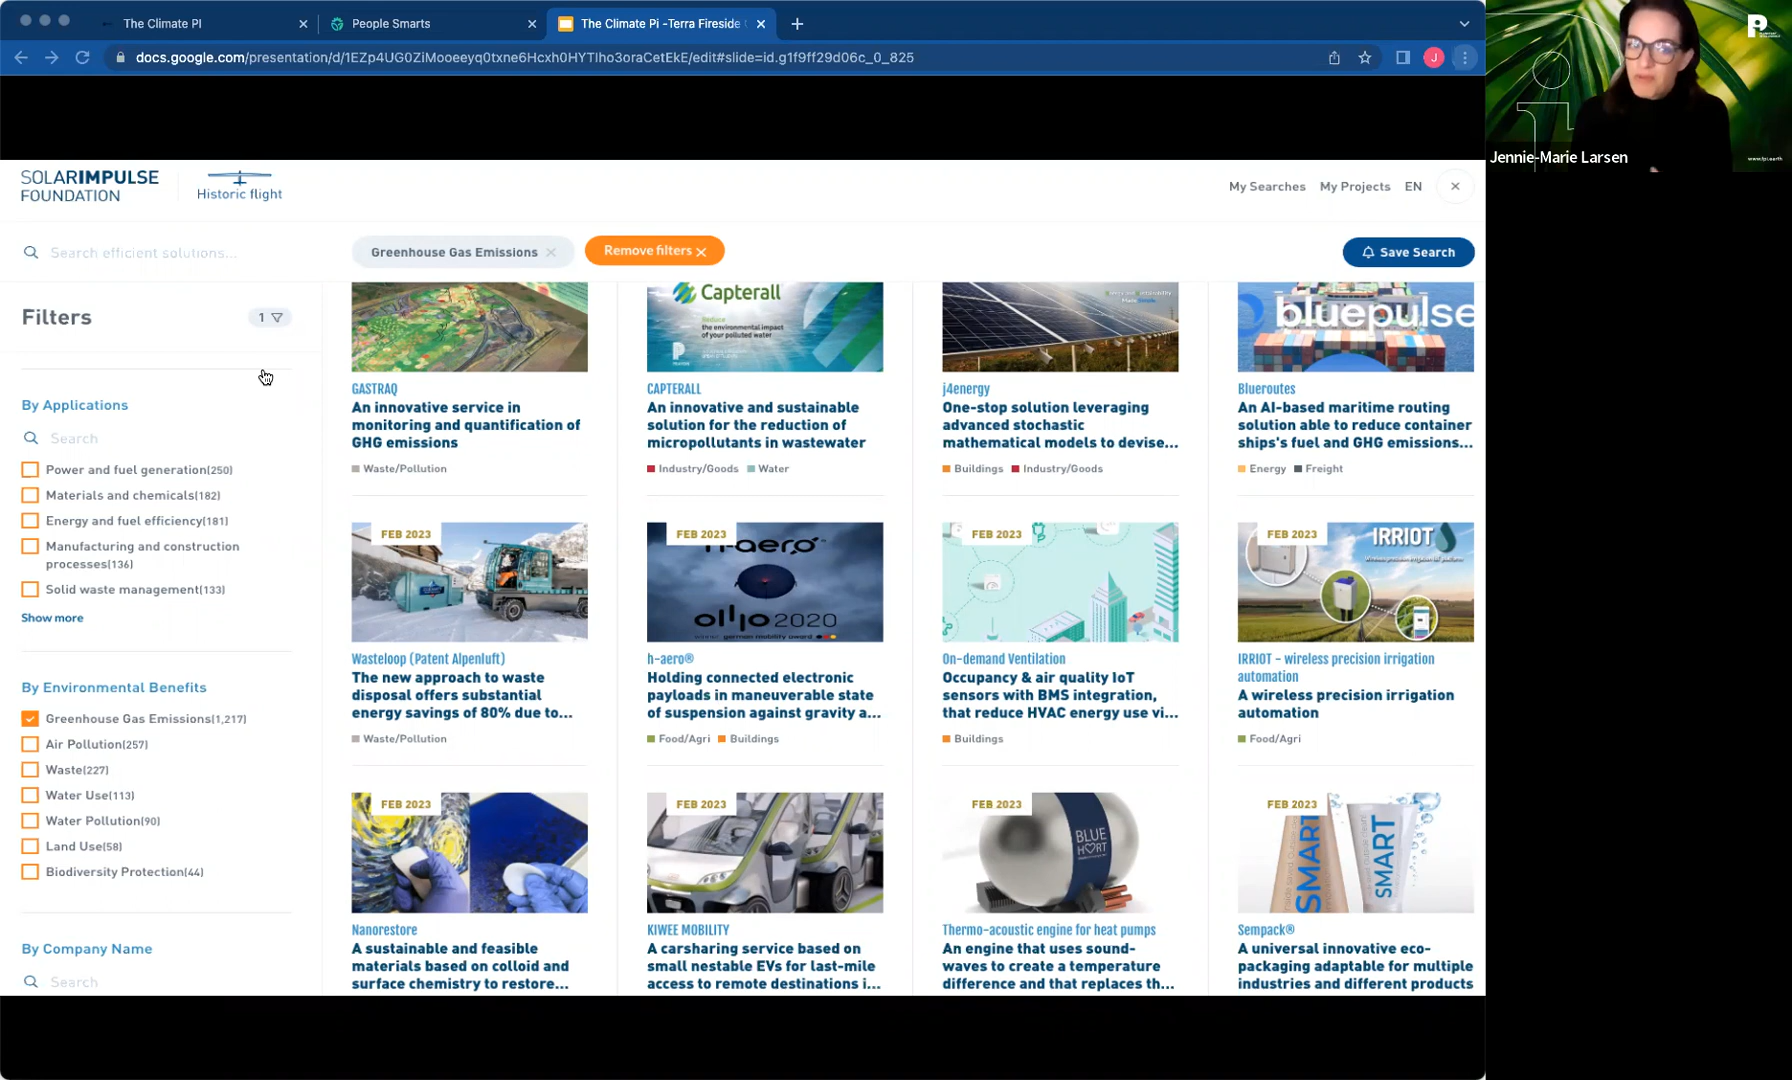 The Climate PI
People Smarts
The Climate Pi -Terra Fireside
docs.google.com/presentation/d/1EZp4UG0ZiMooeeyq0txne6Hcxh0HYTIho3oraCetEkE/edit#slide=id.g1f9ff29d06c_0_825
J
Jennie-Marie Larsen
SOLARIMPULSE
FOUNDATION
Historic flight
My Searches
My Projects
EN
Search efficient solutions...
Greenhouse Gas Emissions
Remove filters
Save Search
Filters
1
By Applications
Search
Power and fuel generation(250)
Materials and chemicals(182)
Energy and fuel efficiency(181)
Manufacturing and construction
processes(136)
Solid waste management(133)
Show more
By Environmental Benefits
Greenhouse Gas Emissions(1,217)
Air Pollution(257)
Waste(227)
Water Use(113)
Water Pollution(90)
Land Use(58)
Biodiversity Protection(44)
By Company Name
Search
GASTRAQ
An innovative service in
monitoring and quantification of
GHG emissions
Waste/Pollution
Capterall
Reduce
the environmental impact
of your polluted water
CAPTERALL
An innovative and sustainable
solution for the reduction of
micropollutants in wastewater
Industry/Goods
Water
j4energy
One-stop solution leveraging
advanced stochastic
mathematical models to devise...
Buildings
Industry/Goods
bluepulse
Blueroutes
An AI-based maritime routing
solution able to reduce container
ships's fuel and GHG emissions...
Energy
Freight
FEB 2023
Wasteloop (Patent Alpenluft)
The new approach to waste
disposal offers substantial
energy savings of 80% due to...
Waste/Pollution
FEB 2023
h-aero®
ollo 2020
h-aero®
Holding connected electronic
payloads in maneuverable state
of suspension against gravity a...
Food/Agri
Buildings
FEB 2023
On-demand Ventilation
Occupancy & air quality IoT
sensors with BMS integration,
that reduce HVAC energy use vi...
Buildings
FEB 2023
IRRIOT
IRRIOT - wireless precision irrigation
automation
A wireless precision irrigation
automation
Food/Agri
FEB 2023
Nanorestore
A sustainable and feasible
materials based on colloid and
surface chemistry to restore...
FEB 2023
KIWEE MOBILITY
A carsharing service based on
small nestable EVs for last-mile
access to remote destinations i...
FEB 2023
BLUE
Thermo-acoustic engine for heat pumps
An engine that uses sound-
waves to create a temperature
difference and that replaces th...
FEB 2023
SMART
SMART
Sempack®
A universal innovative eco-
packaging adaptable for multiple
industries and different products